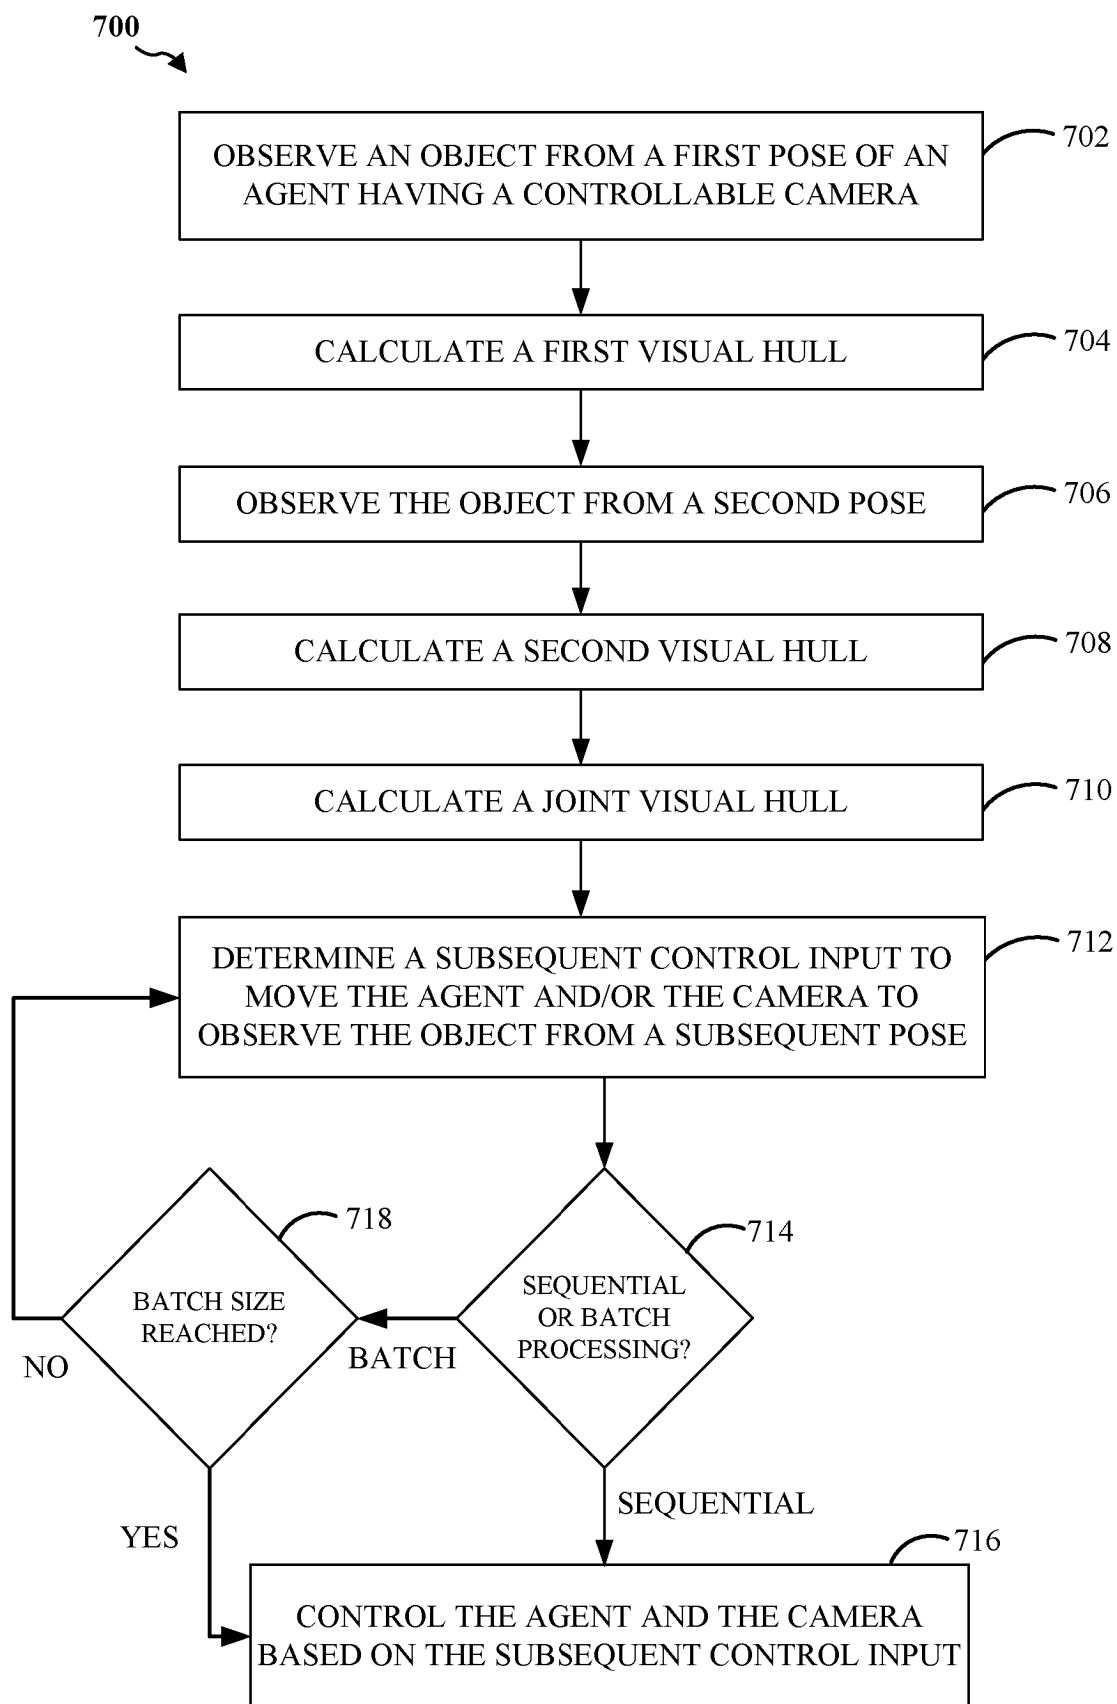 700
OBSERVE AN OBJECT FROM A FIRST POSE OF AN
AGENT HAVING A CONTROLLABLE CAMERA
702
CALCULATE A FIRST VISUAL HULL
704
OBSERVE THE OBJECT FROM A SECOND POSE
706
CALCULATE A SECOND VISUAL HULL
708
CALCULATE A JOINT VISUAL HULL
710
DETERMINE A SUBSEQUENT CONTROL INPUT TO
MOVE THE AGENT AND/OR THE CAMERA TO
OBSERVE THE OBJECT FROM A SUBSEQUENT POSE
712
SEQUENTIAL
OR BATCH
PROCESSING?
714
BATCH
BATCH SIZE
REACHED?
718
NO
YES
SEQUENTIAL
CONTROL THE AGENT AND THE CAMERA
BASED ON THE SUBSEQUENT CONTROL INPUT
716